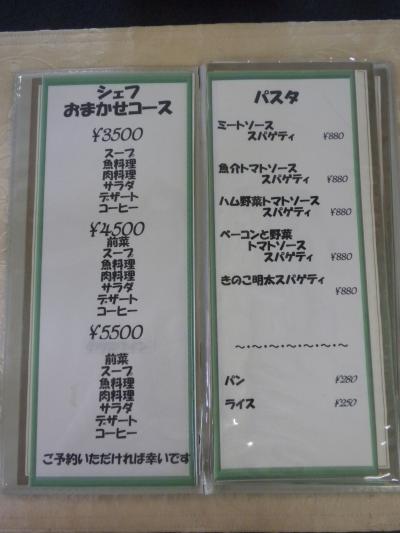 シェフ
おまかせコース
¥3500
スープ
魚料理
肉料理
サラダ
デザート
コーヒー
¥4500
前菜
スープ
魚料理
肉料理
サラダ
デザート
コーヒー
¥5500
前菜
スープ
魚料理
肉料理
サラダ
デザート
コーヒー
ご予約いただければ幸いです
パスタ
ミートソース
スパゲティ ¥880
魚介トマトソース
スパゲティ ¥880
ハム野菜トマトソース
スパゲティ ¥880
ベーコンと野菜
トマトソース
スパゲティ ¥880
きのこ明太スパゲティ
¥880
～・～・～・～・～・～・～
パン ¥280
ライス ¥250